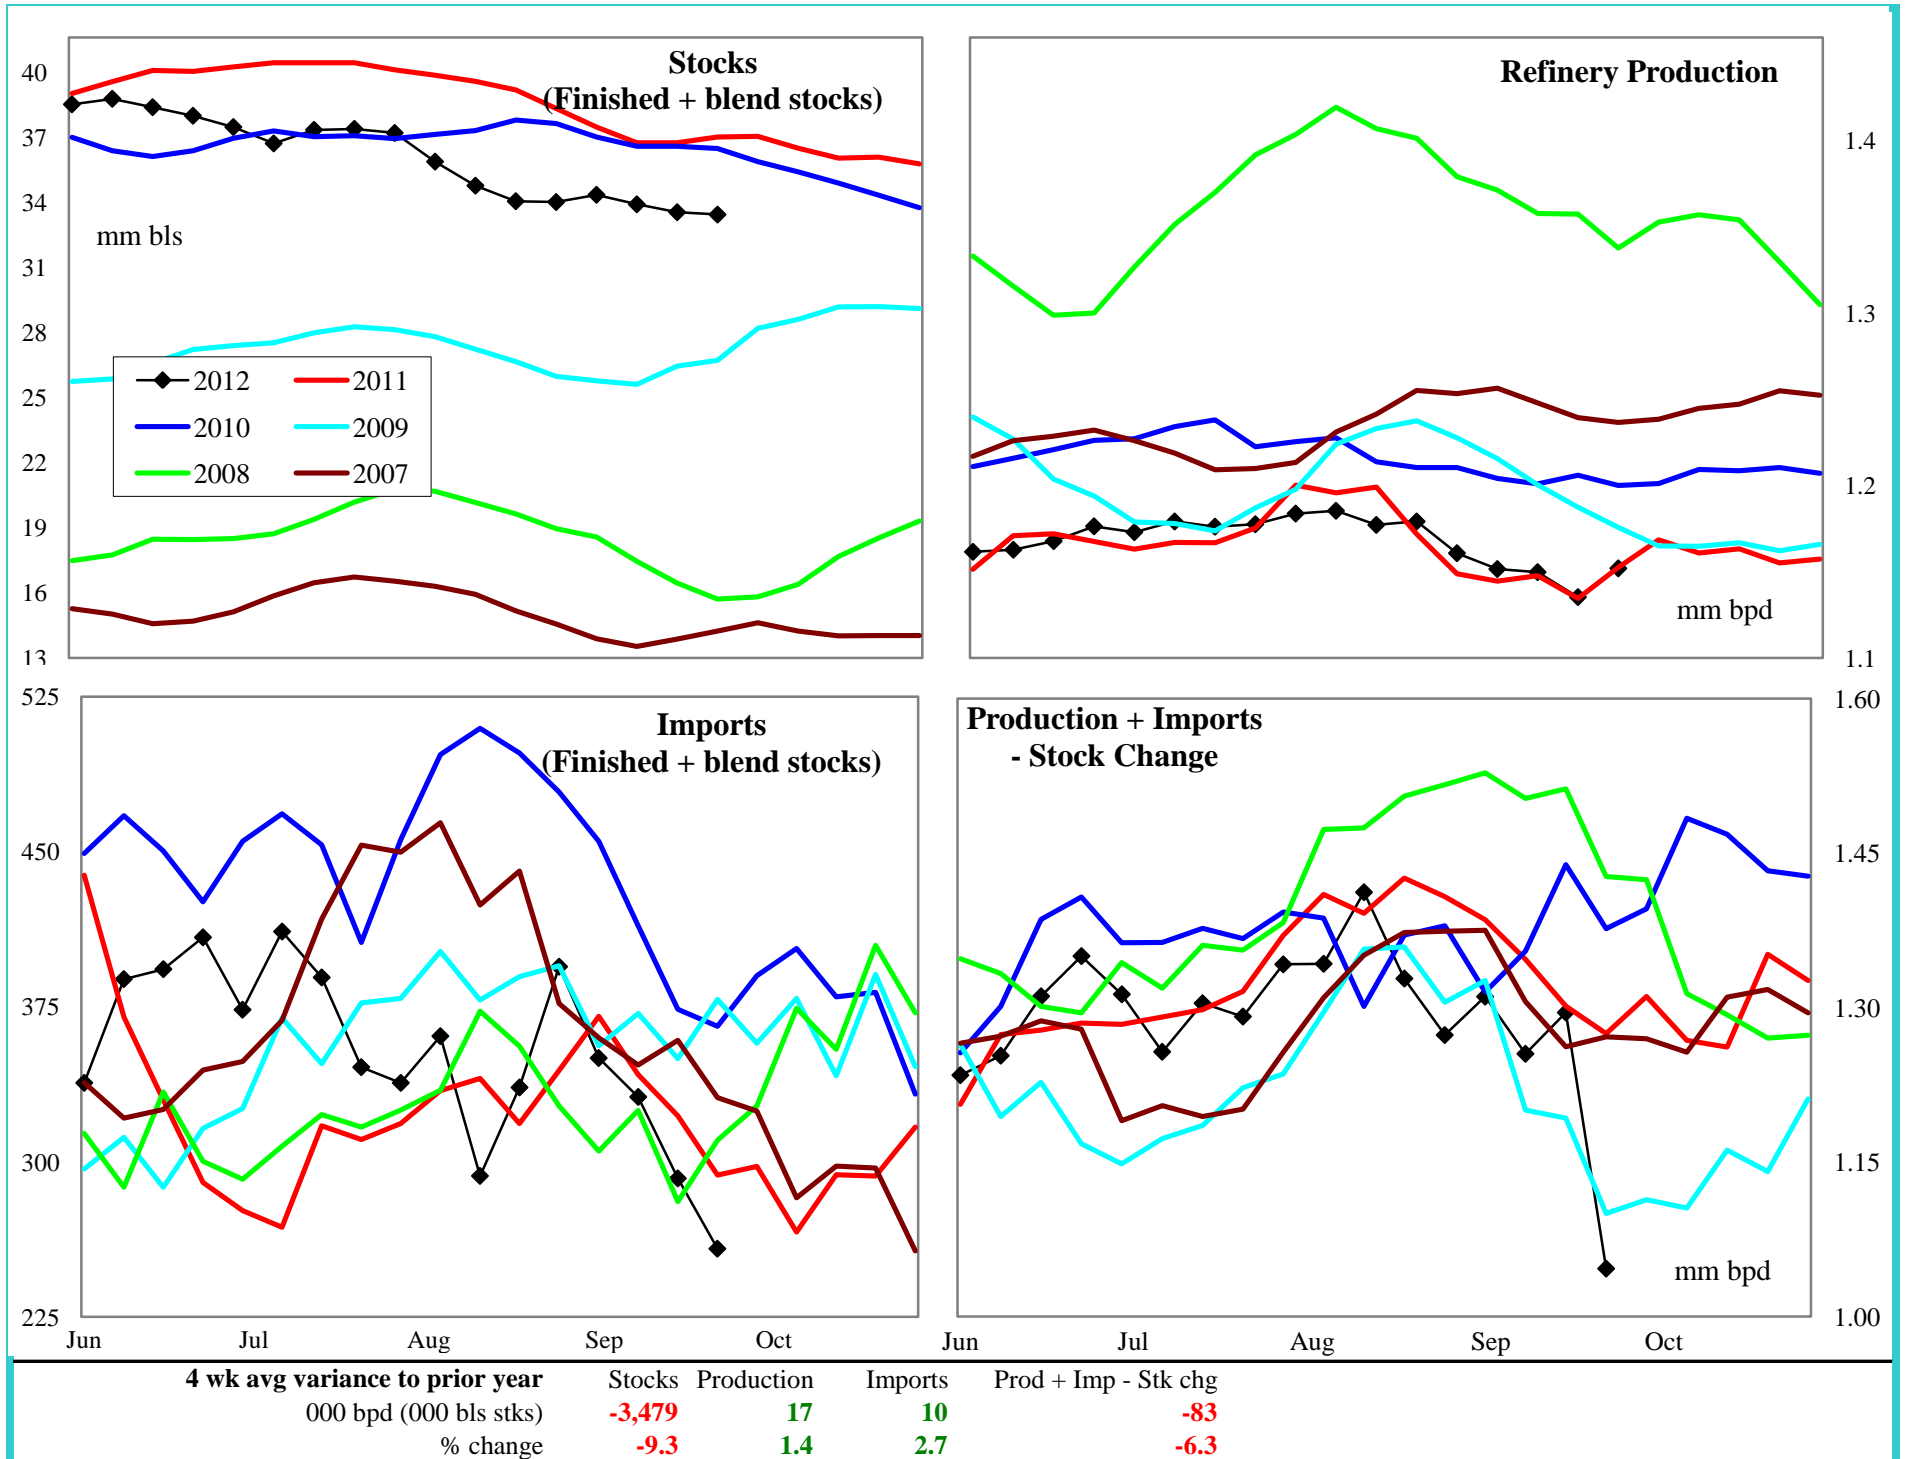 Stocks
(Finished + blend stocks)
40
37
34
31
28
25
22
19
16
13
mm bls
2012
2011
2010
2009
2008
2007
Refinery Production
1.4
1.3
1.2
1.1
mm bpd
Imports
(Finished + blend stocks)
525
450
375
300
225
Jun
Jul
Aug
Sep
Oct
Production + Imports
- Stock Change
1.60
1.45
1.30
1.15
1.00
mm bpd
Jun
Jul
Aug
Sep
Oct
4 wk avg variance to prior year Stocks Production Imports Prod + Imp - Stk chg
000 bpd (000 bls stks) -3,479 17 10 -83
% change -9.3 1.4 2.7 -6.3